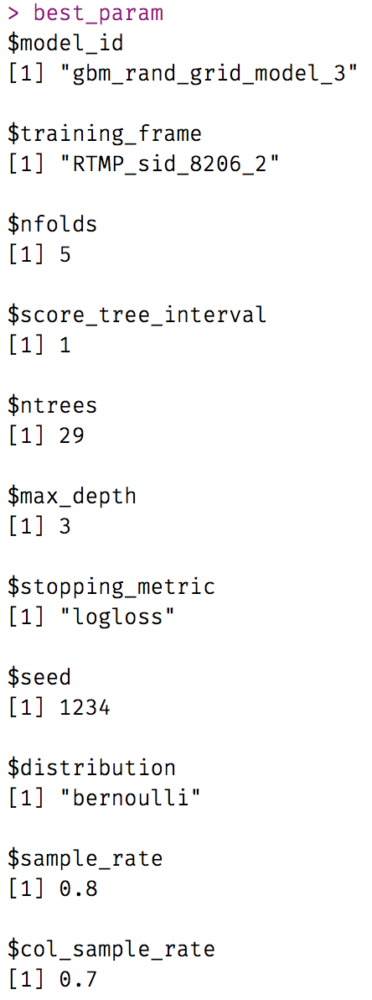 > best_param
$model_id
[1] "gbm_rand_grid_model_3"
$training_frame
[1] "RTMP_sid_8206_2"
$nfolds
[1] 5
$score_tree_interval
[1] 1
$ntrees
[1] 29
$max_depth
[1] 3
$stopping_metric
[1] "logloss"
$seed
[1] 1234
$distribution
[1] "bernoulli"
$sample_rate
[1] 0.8
$col_sample_rate
[1] 0.7